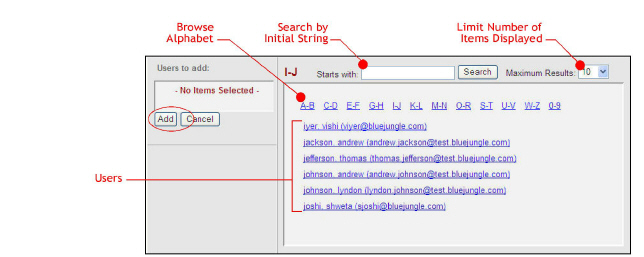 Browse
Alphabet
Search by
Initial String
Limit Number of
Items Displayed
Users to add:
- No Items Selected -
Add Cancel
I-J Starts with: Search Maximum Results: 10
A-B C-D E-F G-H I-J K-L M-N O-R S-T U-V W-Z 0-9
Users
iyer, vishi (viyer@bluejungle.com)
jackson, andrew (andrew.jackson@test.bluejungle.com)
jefferson, thomas (thomas.jefferson@test.bluejungle.com)
johnson, andrew (andrew.johnson@test.bluejungle.com)
johnson, lyndon (lyndon.johnson@test.bluejungle.com)
joshi, shweta (sjoshi@bluejungle.com)